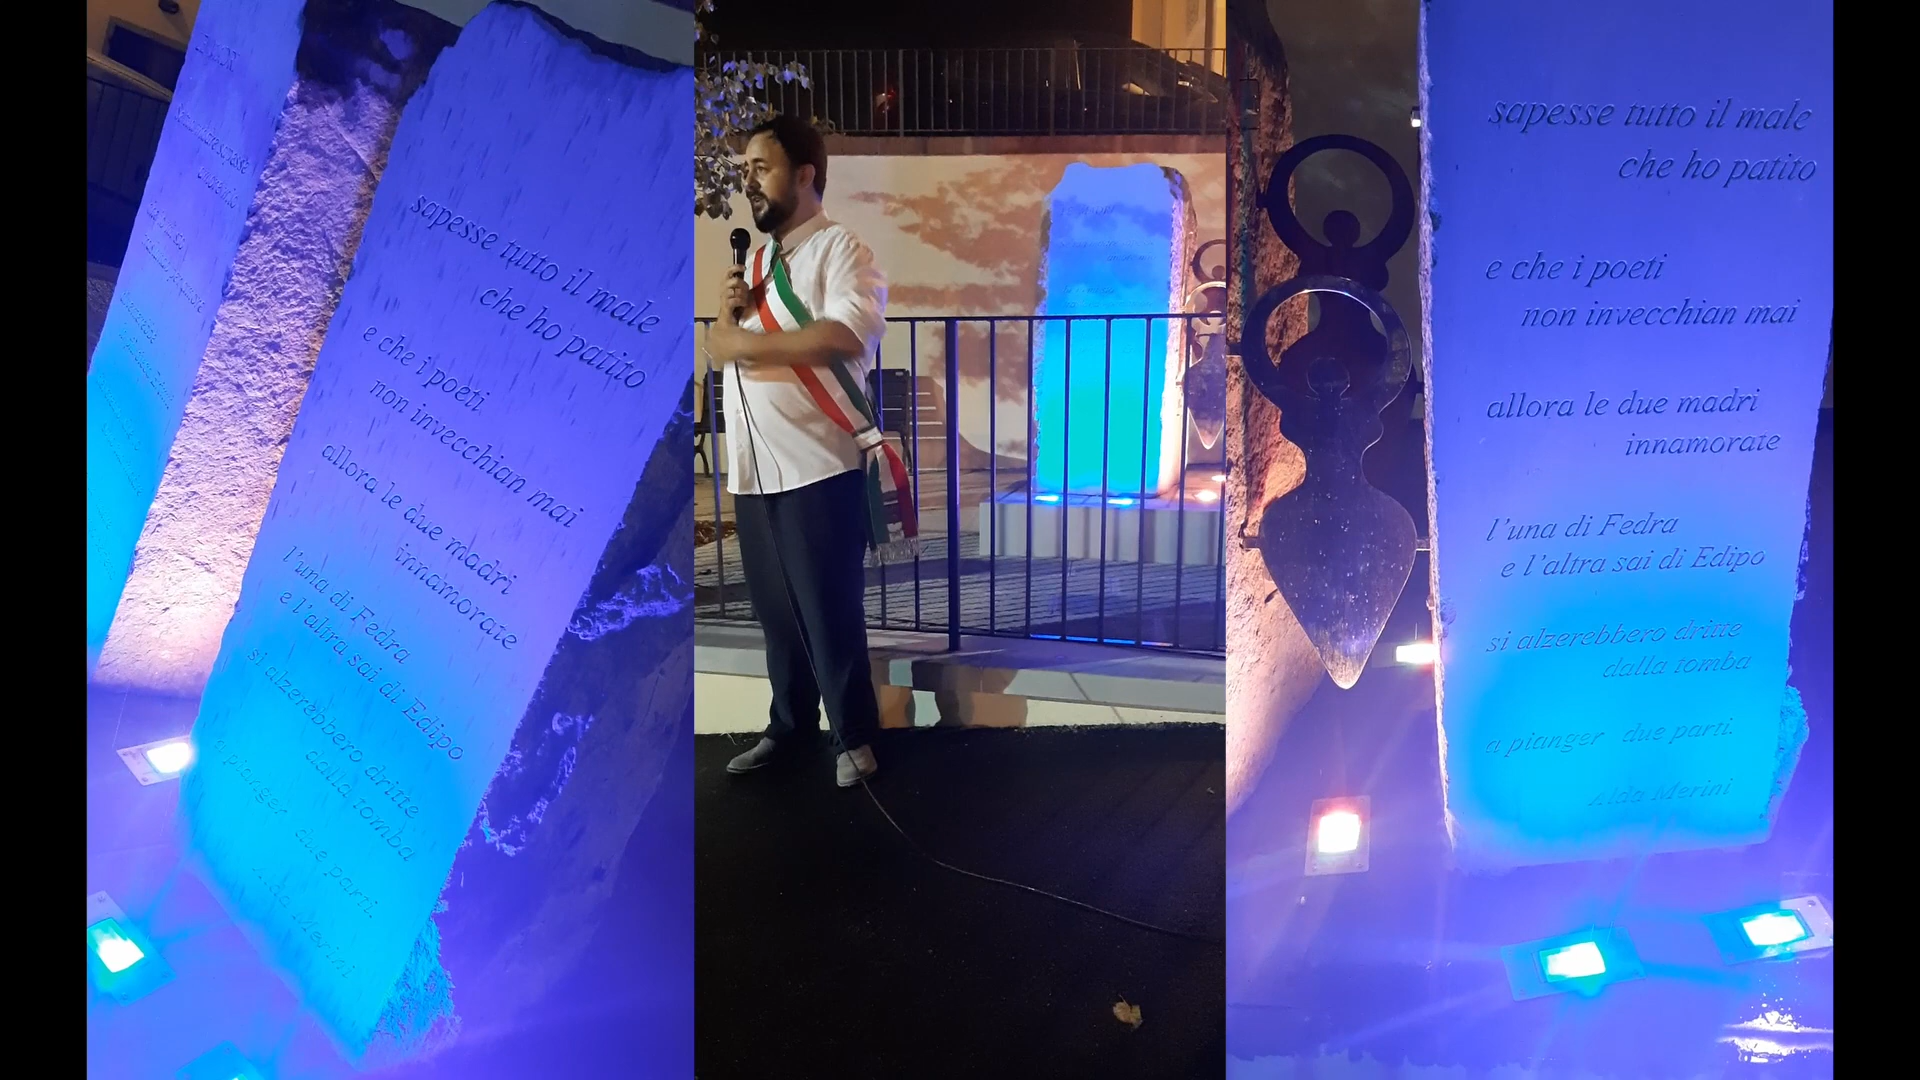 sapesse tutto il male
che ho patito
e che i poeti
non invecchian mai
allora le due madri
innamorate
l'una di Fedra
e l'altra sai di Edipo
si alzerebbero dritte
dalla tomba
a pianger due parti.
Alda Merini
sapesse tutto il male
che ho patito
e che i poeti
non invecchian mai
allora le due madri
innamorate
l'una di Fedra
e l'altra sai di Edipo
si alzerebbero dritte
dalla tomba
a pianger due parti.
Alda Merini